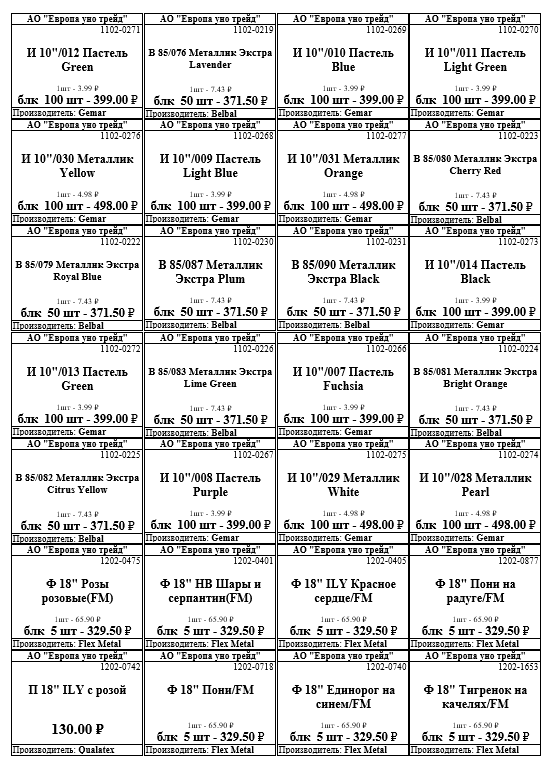 АО "Европа уно трейд"
1102-0271
И 10"/012 Пастель
Green
1шт - 3.99 ₽
блк 100 шт - 399.00 ₽
Производитель: Gemar
АО "Европа уно трейд"
1102-0219
В 85/076 Металлик Экстра
Lavender
1шт - 7.43 ₽
блк 50 шт - 371.50 ₽
Производитель: Belbal
АО "Европа уно трейд"
1102-0269
И 10"/010 Пастель
Blue
1шт - 3.99 ₽
блк 100 шт - 399.00 ₽
Производитель: Gemar
АО "Европа уно трейд"
1102-0270
И 10"/011 Пастель
Light Green
1шт - 3.99 ₽
блк 100 шт - 399.00 ₽
Производитель: Gemar
АО "Европа уно трейд"
1102-0276
И 10"/030 Металлик
Yellow
1шт - 4.98 ₽
блк 100 шт - 498.00 ₽
Производитель: Gemar
АО "Европа уно трейд"
1102-0268
И 10"/009 Пастель
Light Blue
1шт - 3.99 ₽
блк 100 шт - 399.00 ₽
Производитель: Gemar
АО "Европа уно трейд"
1102-0277
И 10"/031 Металлик
Orange
1шт - 4.98 ₽
блк 100 шт - 498.00 ₽
Производитель: Gemar
АО "Европа уно трейд"
1102-0223
В 85/080 Металлик Экстра
Cherry Red
1шт - 7.43 ₽
блк 50 шт - 371.50 ₽
Производитель: Belbal
АО "Европа уно трейд"
1102-0222
В 85/079 Металлик Экстра
Royal Blue
1шт - 7.43 ₽
блк 50 шт - 371.50 ₽
Производитель: Belbal
АО "Европа уно трейд"
1102-0230
В 85/087 Металлик
Экстра Plum
1шт - 7.43 ₽
блк 50 шт - 371.50 ₽
Производитель: Belbal
АО "Европа уно трейд"
1102-0231
В 85/090 Металлик
Экстра Black
1шт - 7.43 ₽
блк 50 шт - 371.50 ₽
Производитель: Belbal
АО "Европа уно трейд"
1102-0273
И 10"/014 Пастель
Black
1шт - 3.99 ₽
блк 100 шт - 399.00 ₽
Производитель: Gemar
АО "Европа уно трейд"
1102-0272
И 10"/013 Пастель
Green
1шт - 3.99 ₽
блк 100 шт - 399.00 ₽
Производитель: Gemar
АО "Европа уно трейд"
1102-0226
В 85/083 Металлик Экстра
Lime Green
1шт - 7.43 ₽
блк 50 шт - 371.50 ₽
Производитель: Belbal
АО "Европа уно трейд"
1102-0266
И 10"/007 Пастель
Fuchsia
1шт - 3.99 ₽
блк 100 шт - 399.00 ₽
Производитель: Gemar
АО "Европа уно трейд"
1102-0224
В 85/081 Металлик Экстра
Bright Orange
1шт - 7.43 ₽
блк 50 шт - 371.50 ₽
Производитель: Belbal
АО "Европа уно трейд"
1102-0225
В 85/082 Металлик Экстра
Citrus Yellow
1шт - 7.43 ₽
блк 50 шт - 371.50 ₽
Производитель: Belbal
АО "Европа уно трейд"
1102-0267
И 10"/008 Пастель
Purple
1шт - 3.99 ₽
блк 100 шт - 399.00 ₽
Производитель: Gemar
АО "Европа уно трейд"
1102-0275
И 10"/029 Металлик
White
1шт - 4.98 ₽
блк 100 шт - 498.00 ₽
Производитель: Gemar
АО "Европа уно трейд"
1102-0274
И 10"/028 Металлик
Pearl
1шт - 4.98 ₽
блк 100 шт - 498.00 ₽
Производитель: Gemar
АО "Европа уно трейд"
1202-0475
Ф 18" Розы
розовые(FM)
1шт - 65.90 ₽
блк 5 шт - 329.50 ₽
Производитель: Flex Metal
АО "Европа уно трейд"
1202-0401
Ф 18" HB Шары и
серпантин(FM)
1шт - 65.90 ₽
блк 5 шт - 329.50 ₽
Производитель: Flex Metal
АО "Европа уно трейд"
1202-0405
Ф 18" ILY Красное
сердце/FM
1шт - 65.90 ₽
блк 5 шт - 329.50 ₽
Производитель: Flex Metal
АО "Европа уно трейд"
1202-0877
Ф 18" Пони на
радуге/FM
1шт - 65.90 ₽
блк 5 шт - 329.50 ₽
Производитель: Flex Metal
АО "Европа уно трейд"
1202-0742
П 18" ILY с розой
130.00 ₽
Производитель: Qualatex
АО "Европа уно трейд"
1202-0718
Ф 18" Пони/FM
1шт - 65.90 ₽
блк 5 шт - 329.50 ₽
Производитель: Flex Metal
АО "Европа уно трейд"
1202-0740
Ф 18" Единорог на
синем/FM
1шт - 65.90 ₽
блк 5 шт - 329.50 ₽
Производитель: Flex Metal
АО "Европа уно трейд"
1202-1653
Ф 18" Тигренок на
качелях/FM
1шт - 65.90 ₽
блк 5 шт - 329.50 ₽
Производитель: Flex Metal